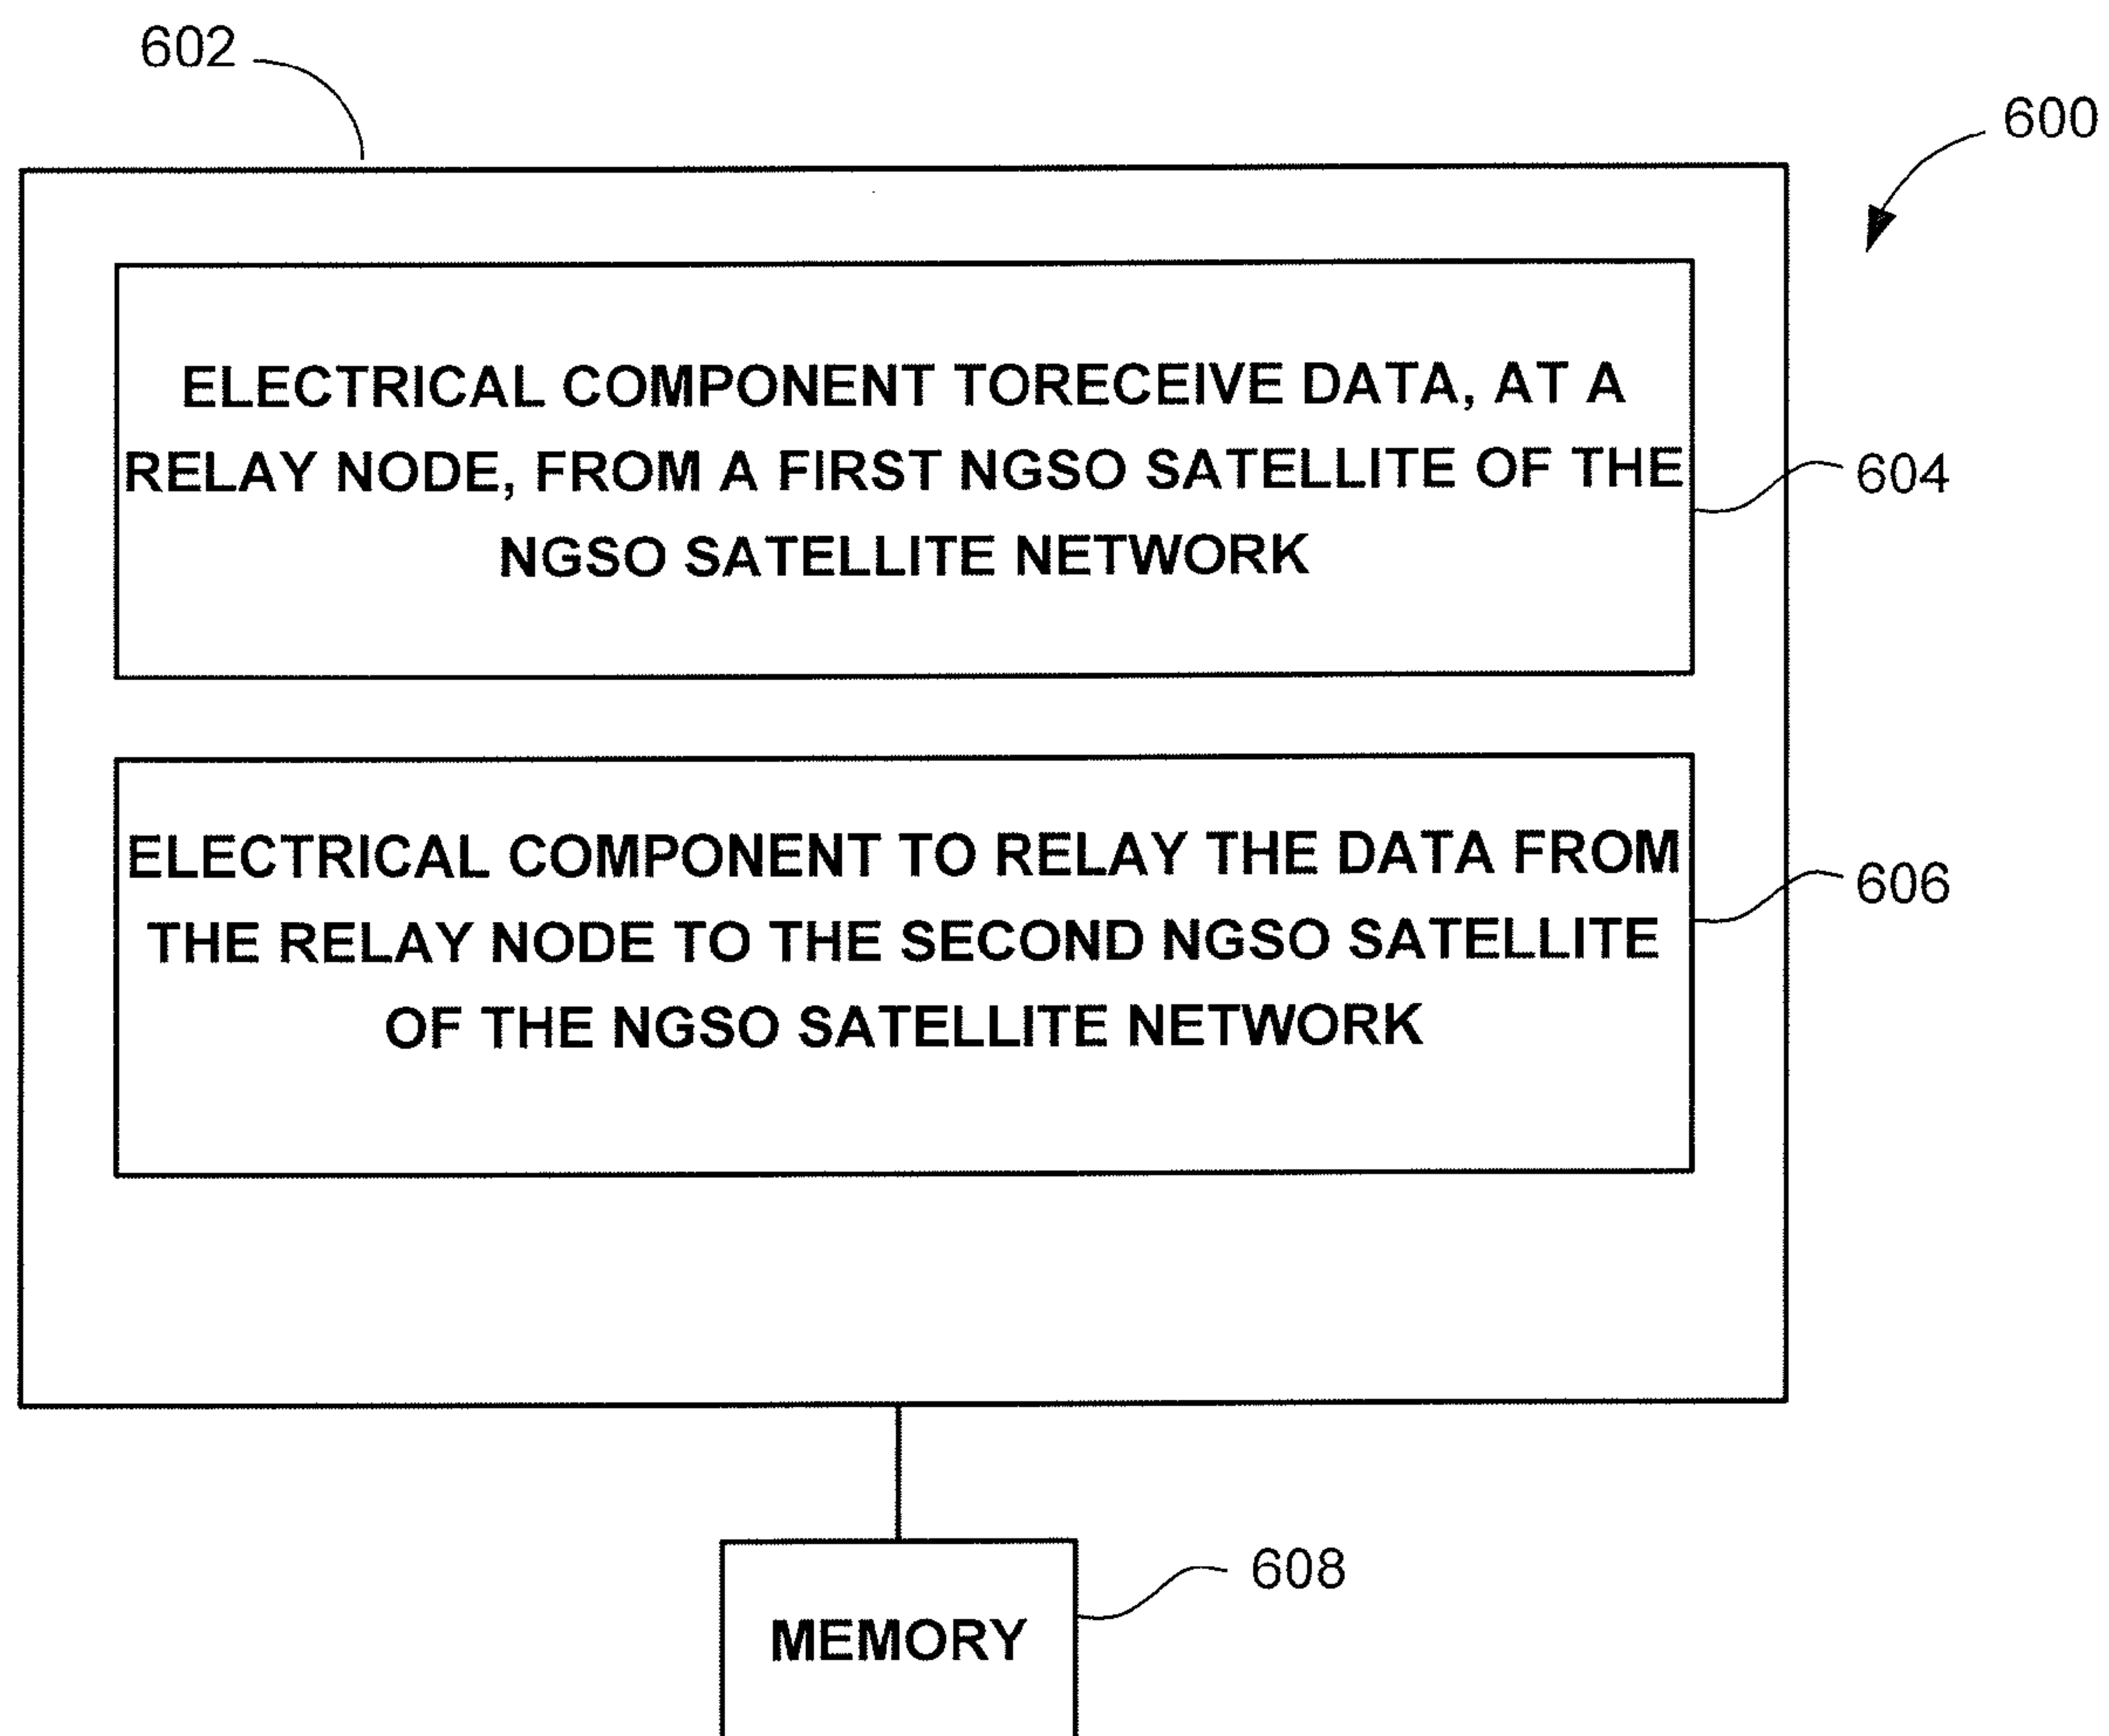 602
600
ELECTRICAL COMPONENT TORECEIVE DATA, AT A
RELAY NODE, FROM A FIRST NGSO SATELLITE OF THE
NGSO SATELLITE NETWORK
604
ELECTRICAL COMPONENT TO RELAY THE DATA FROM
THE RELAY NODE TO THE SECOND NGSO SATELLITE
OF THE NGSO SATELLITE NETWORK
606
608
MEMORY